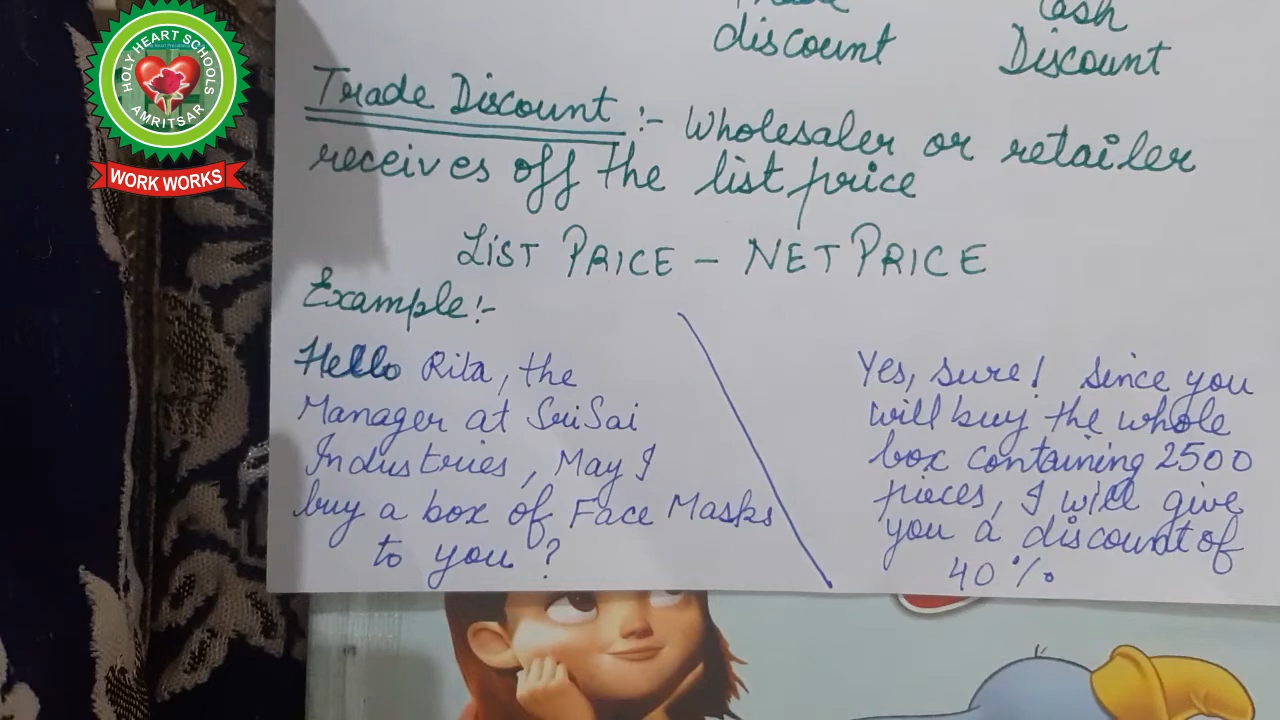 HOLY HEART SCHOOLS
AMRITSAR
WORK WORKS
Cash
discount
Discount
Trade Discount :- Wholesaler or retailer
receives off the list price
LIST PRICE - NET PRICE
Example:-
Hello Rita, the
Manager at SriSai
Industries, May I
buy a box of Face Masks
to you ?
Yes, sure! Since you
will buy the whole
box containing 2500
pieces, I will give
you a discount of
40 %